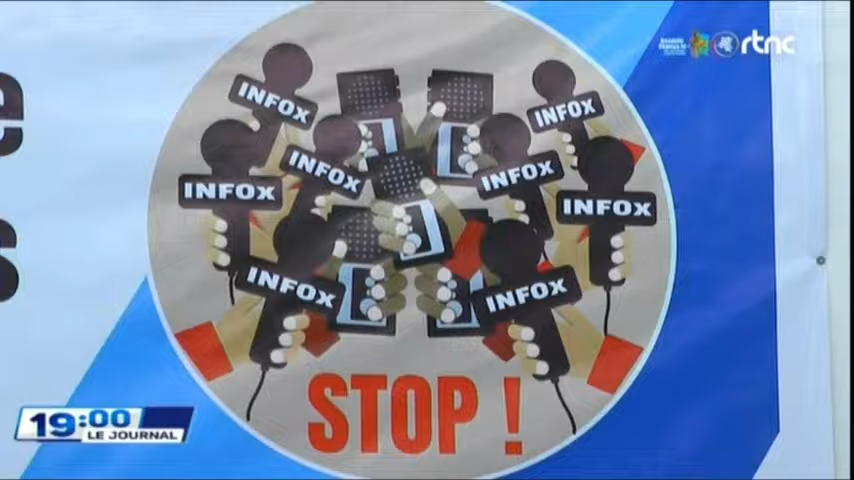 rtnc
e
s
INFOX
INFOX
INFOX
INFOX
INFOX
INFOX
INFOX
INFOX
STOP !
19:00
LE JOURNAL